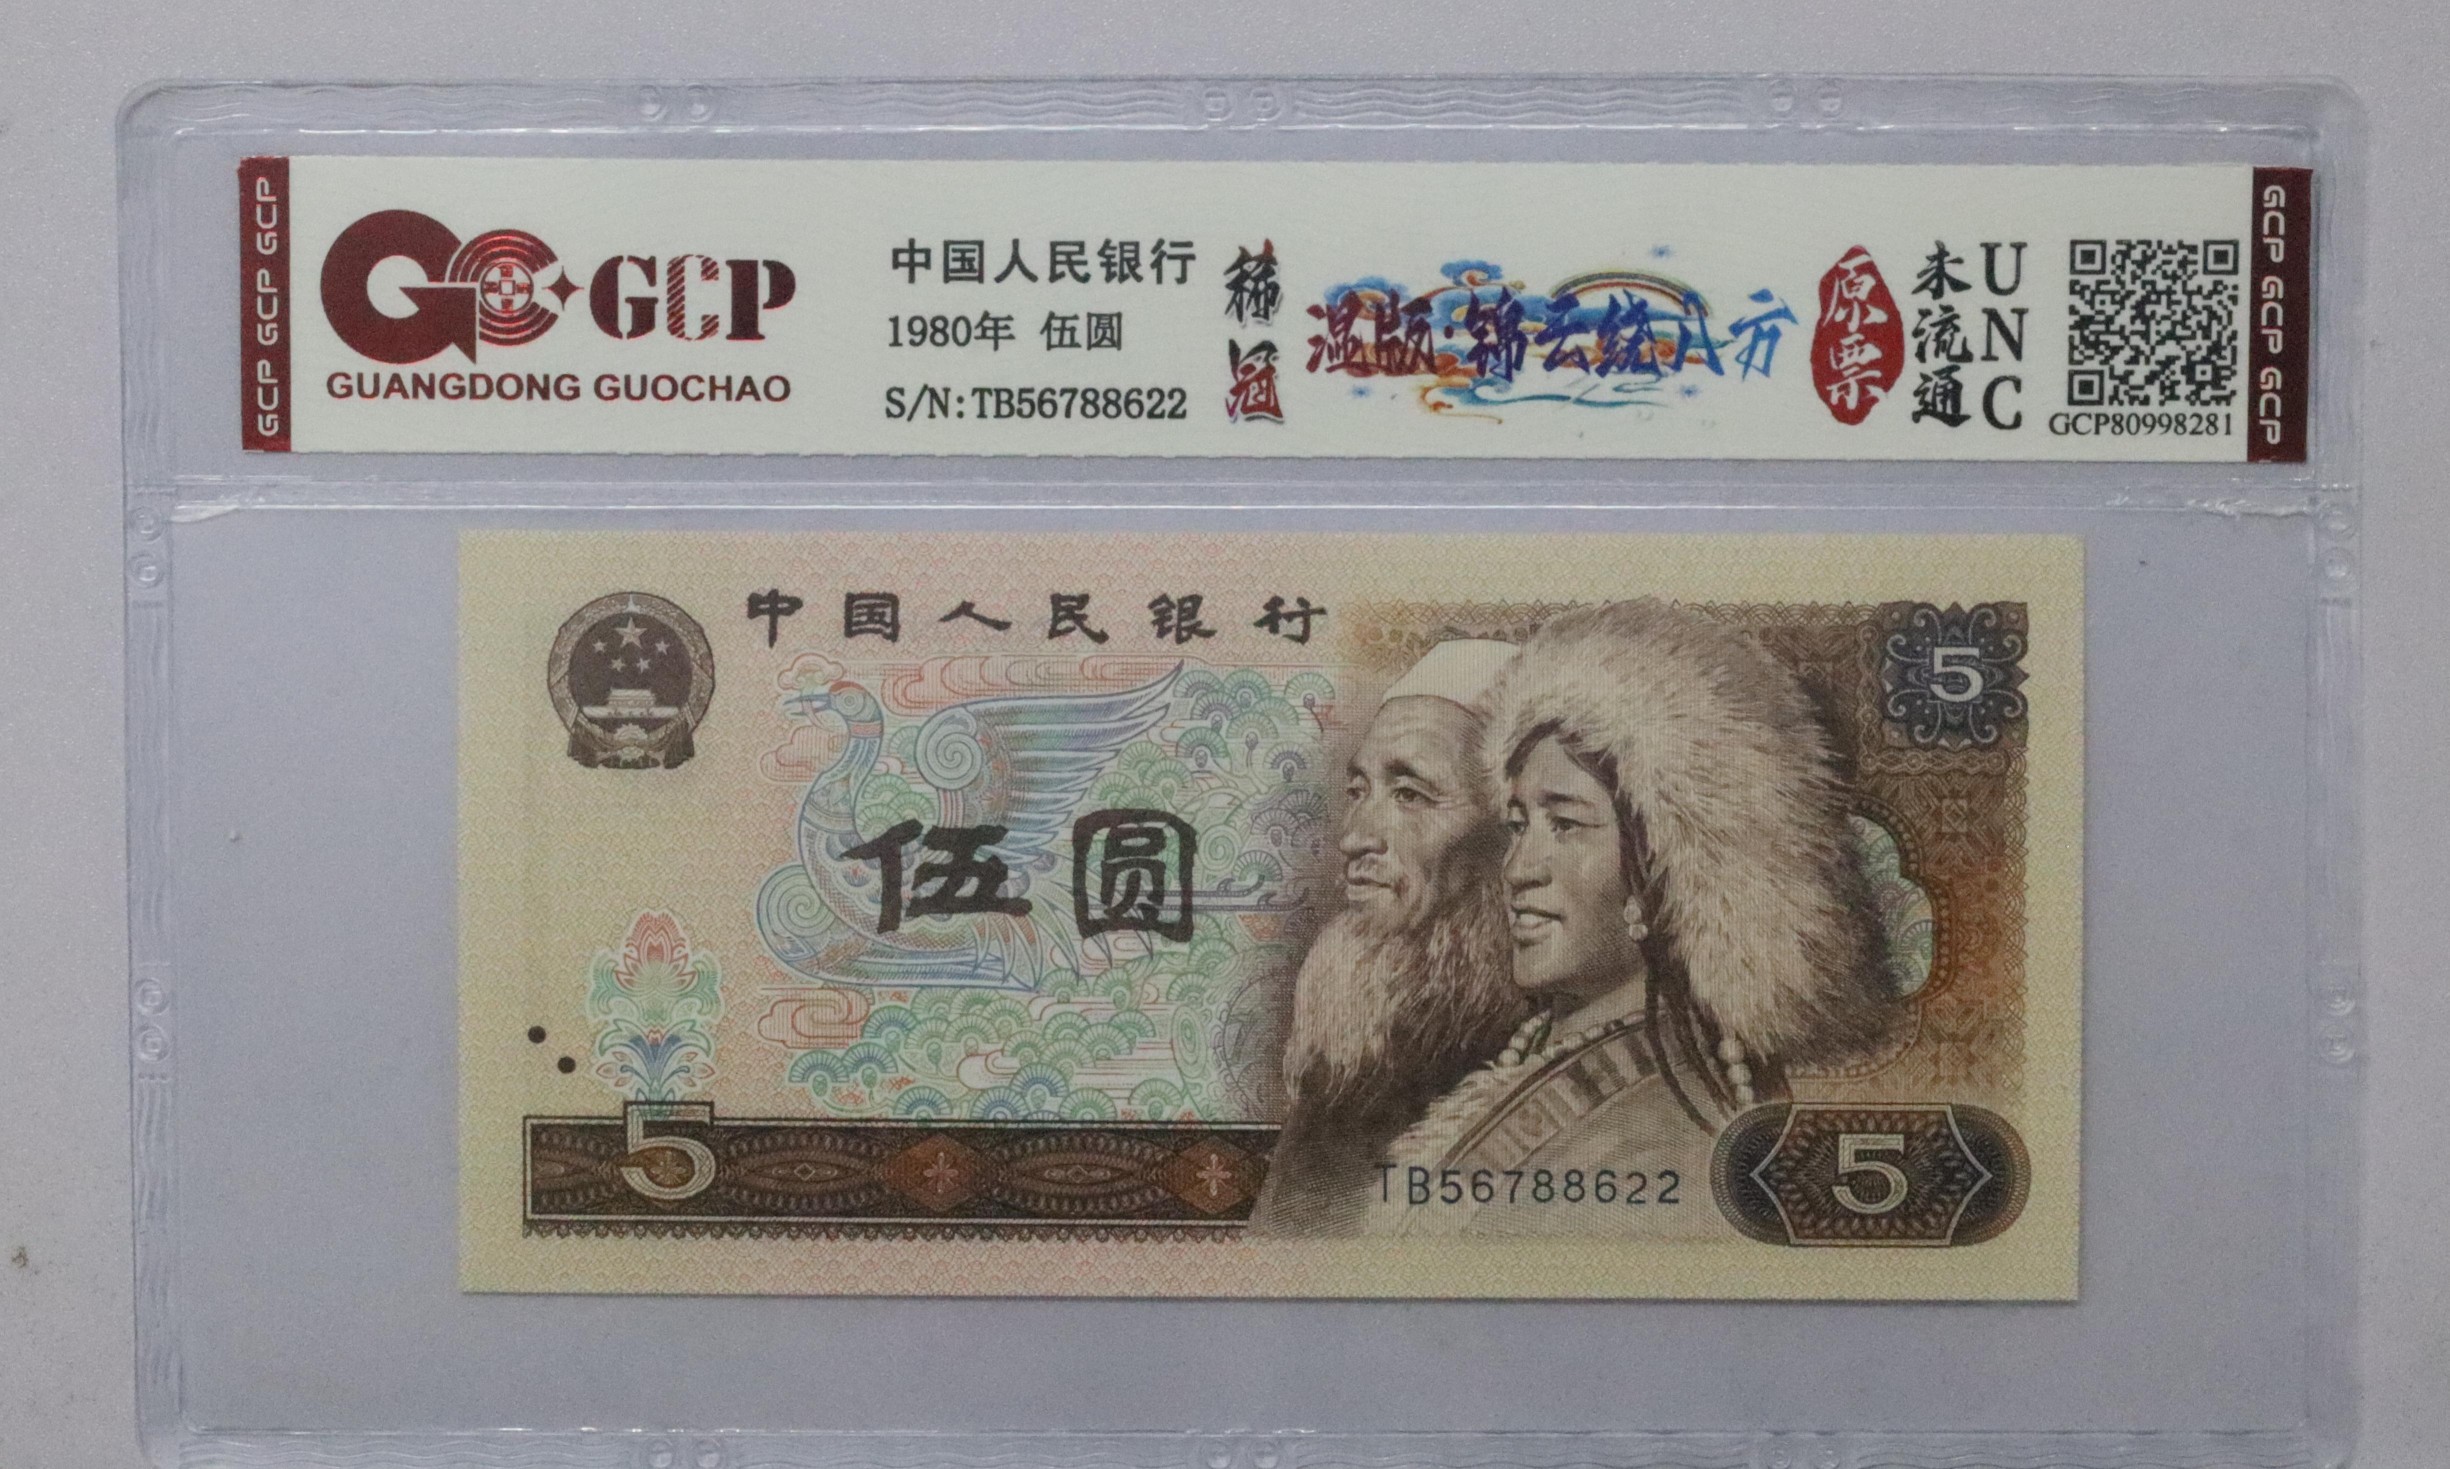 GCP GCP GCP
GCP
GUANGDONG GUOCHAO
中国人民银行
1980年 伍圆
S/N:TB56788622
稀冠
温版·锦云绕八方
原票
未流通
UNC
GCP80998281
GCP GCP GCP
中国人民银行
5
伍圆
5
TB56788622
5